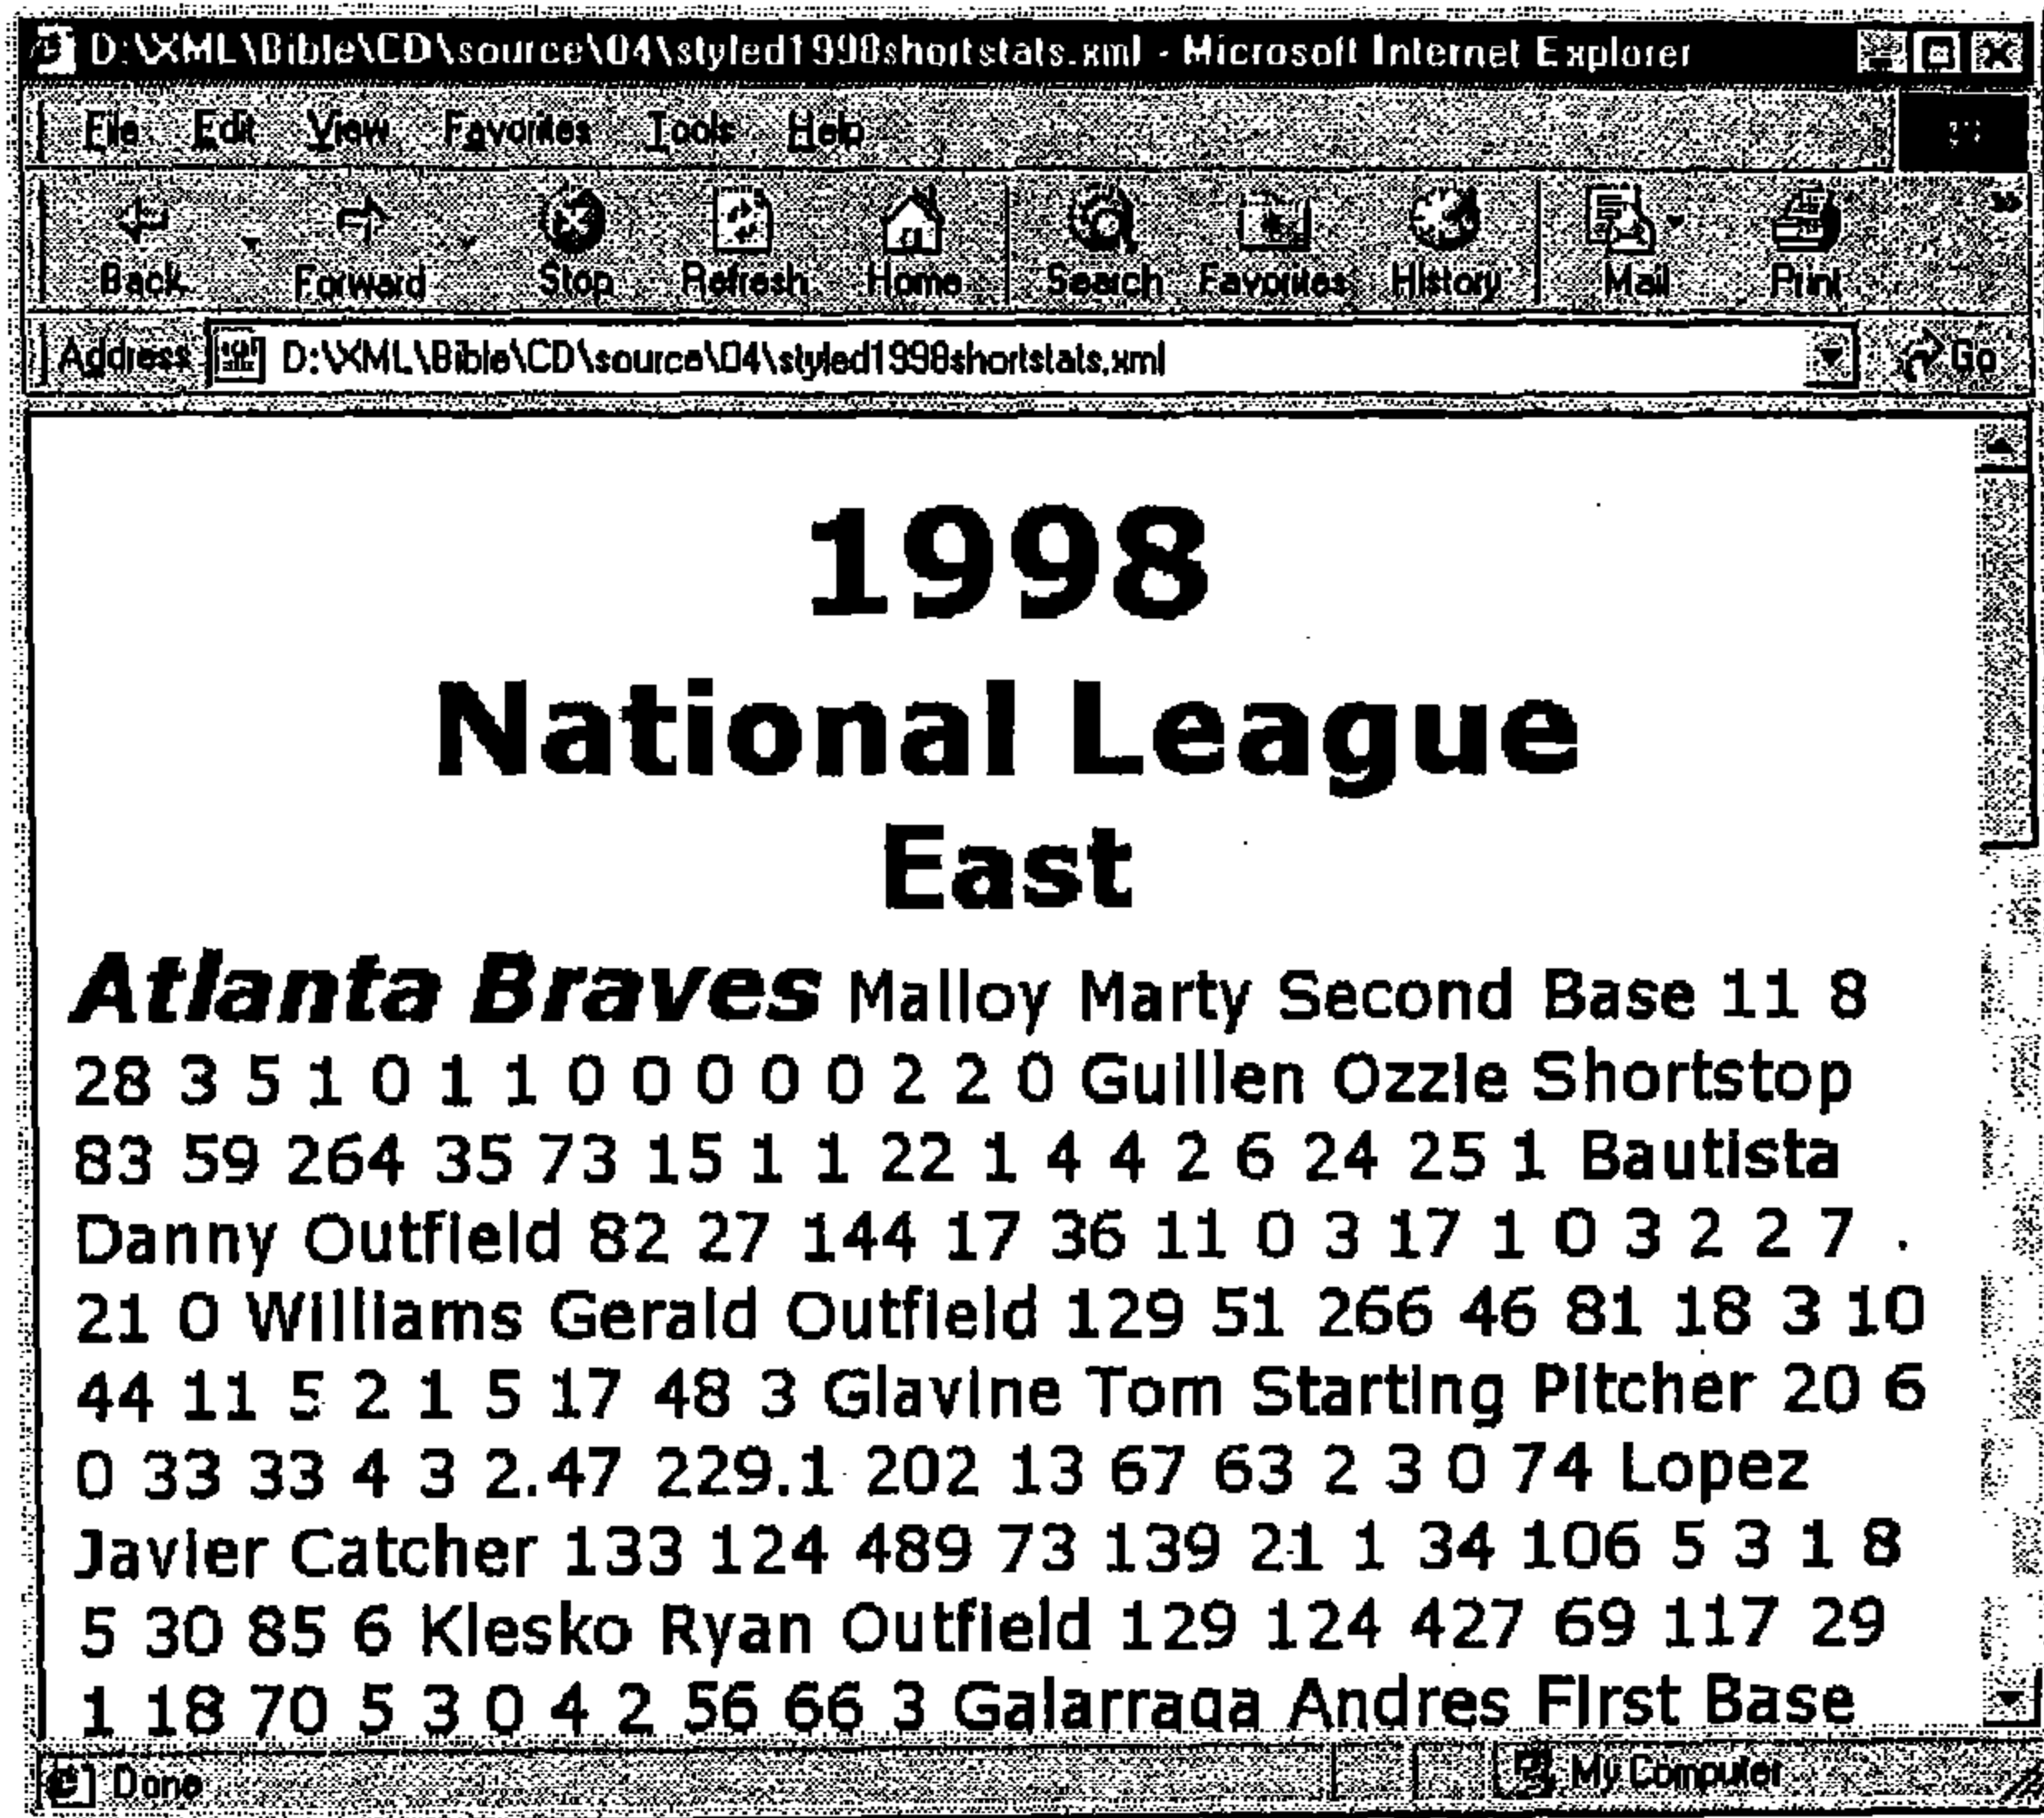 D:\XML\Bible\CD\source\04\styled1998shortstats.xml - Microsoft Internet Explorer
File Edit View Favorites Tools Help
Back Forward Stop Refresh Home Search Favorites History Mail Print »
Address D:\XML\Bible\CD\source\04\styled1998shortstats.xml Go
1998
National League
East
Atlanta Braves Malloy Marty Second Base 11 8
28 3 5 1 0 1 1 0 0 0 0 0 2 2 0 Guillen Ozzie Shortstop
83 59 264 35 73 15 1 1 22 1 4 4 2 6 24 25 1 Bautista
Danny Outfield 82 27 144 17 36 11 0 3 17 1 0 3 2 2 7
21 0 Williams Gerald Outfield 129 51 266 46 81 18 3 10
44 11 5 2 1 5 17 48 3 Glavine Tom Starting Pitcher 20 6
0 33 33 4 3 2.47 229.1 202 13 67 63 2 3 0 74 Lopez
Javier Catcher 133 124 489 73 139 21 1 34 106 5 3 1 8
5 30 85 6 Klesko Ryan Outfield 129 124 427 69 117 29
1 18 70 5 3 0 4 2 56 66 3 Galarraga Andres First Base
Done My Computer